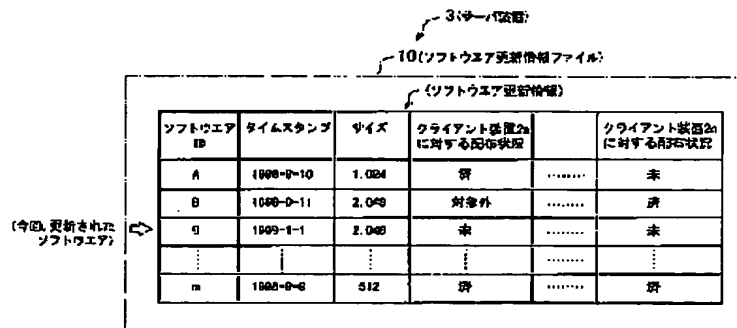 3(サーバ装置)
10(ソフトウエア更新情報ファイル)
(ソフトウエア更新情報)
ソフトウエア ID タイムスタンプ サイズ クライアント装置2a に対する配布状況 ……… クライアント装置2n に対する配布状況
A 1998-9-10 1.024 済 ……… 未
B 2.048 対象外 ……… 済
(今回、更新された ソフトウエア) g 1999-1-1 2.048 未 ……… 未
m 512 済 ……… 済